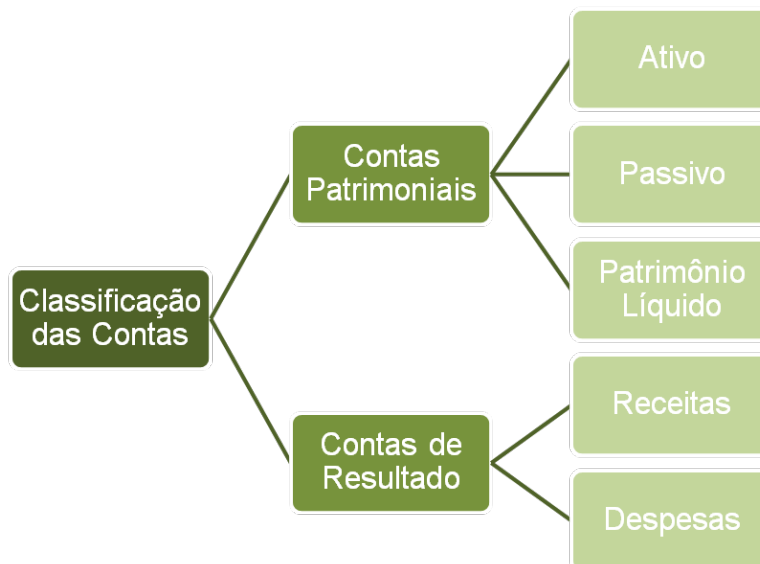 Classificação
das Contas
Contas
Patrimoniais
Ativo
Passivo
Patrimônio
Líquido
Contas de
Resultado
Receitas
Despesas